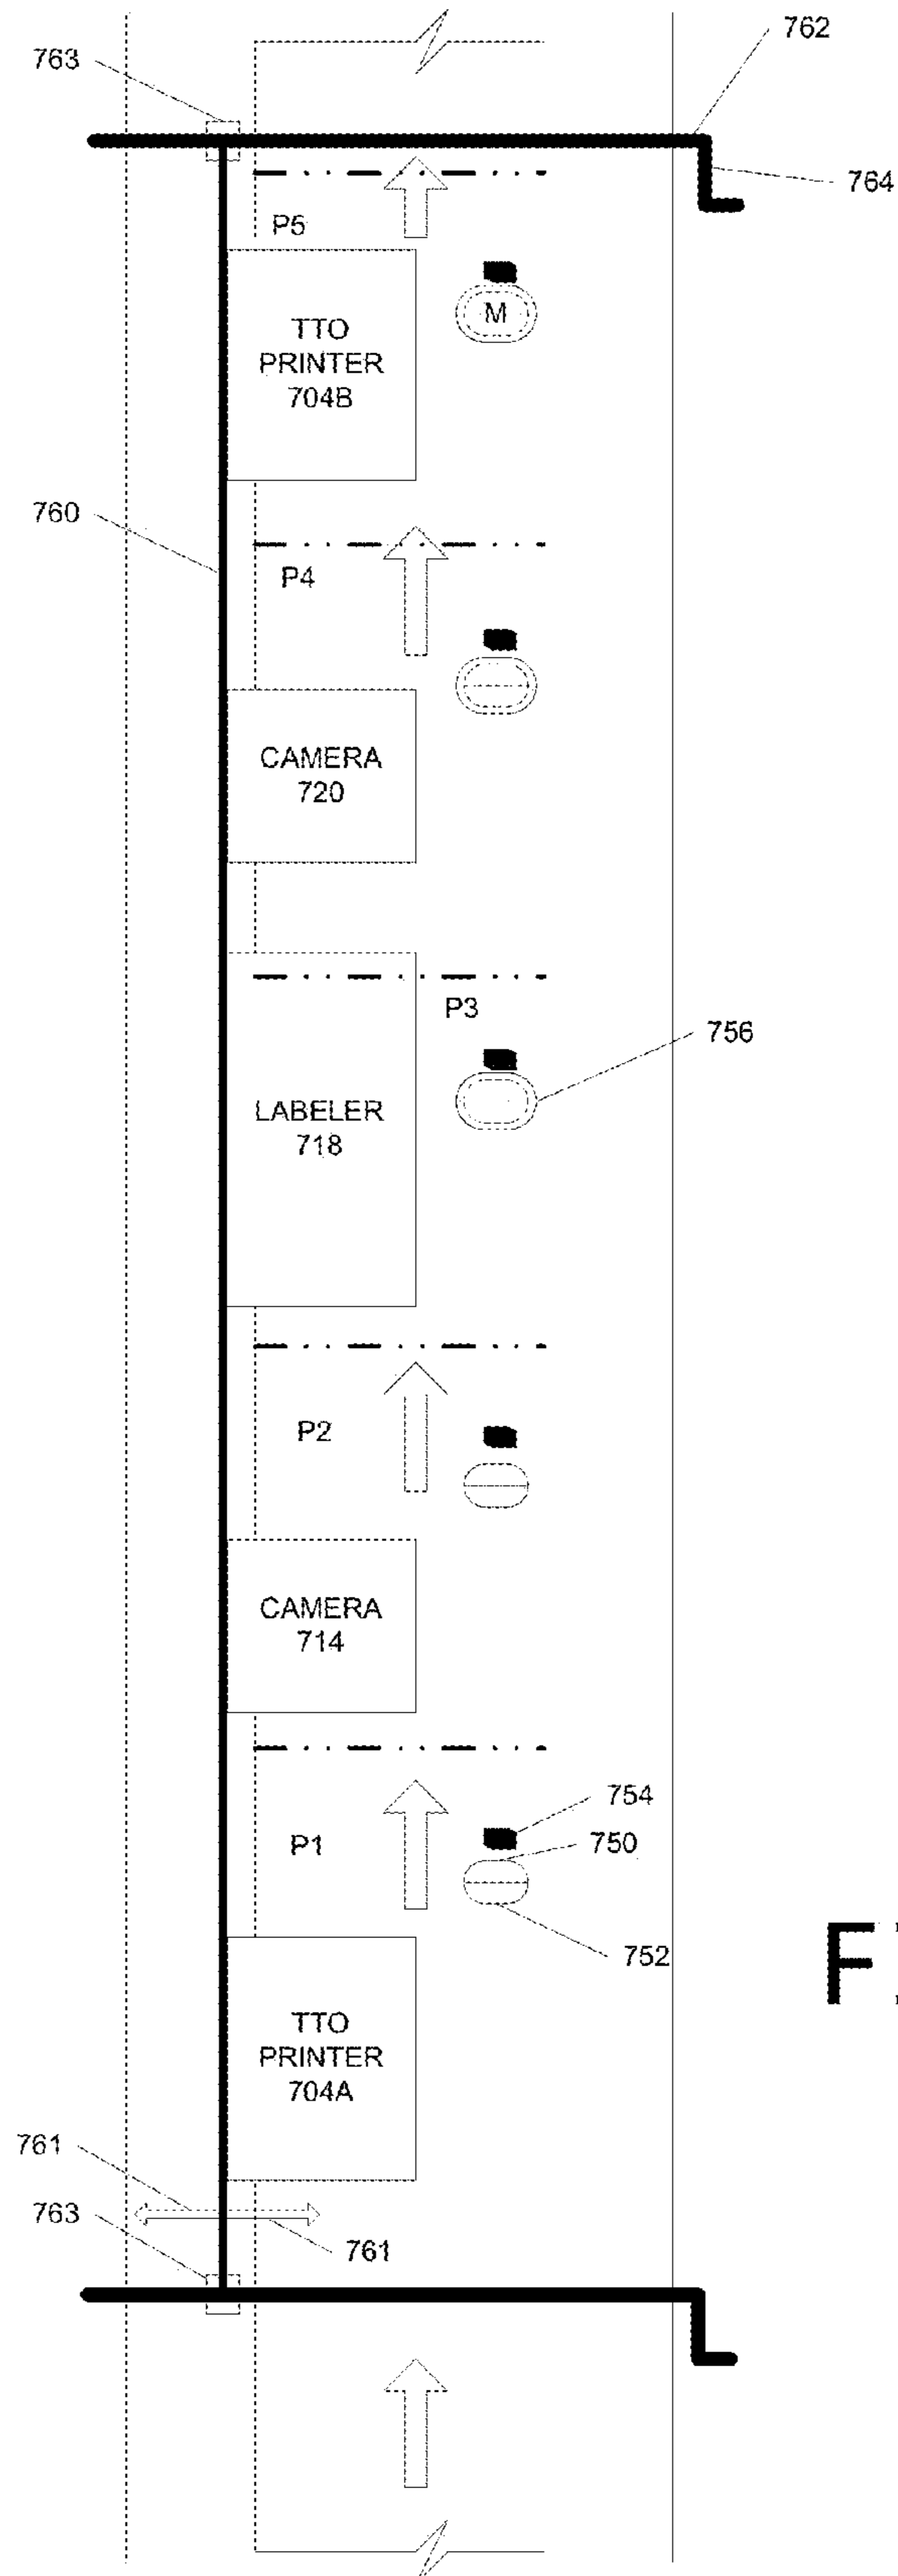 762
763
764
P5
M
TTO
PRINTER
704B
760
P4
CAMERA
720
P3
756
LABELER
718
P2
CAMERA
714
754
P1
750
752
F
TTO
PRINTER
704A
761
763
761